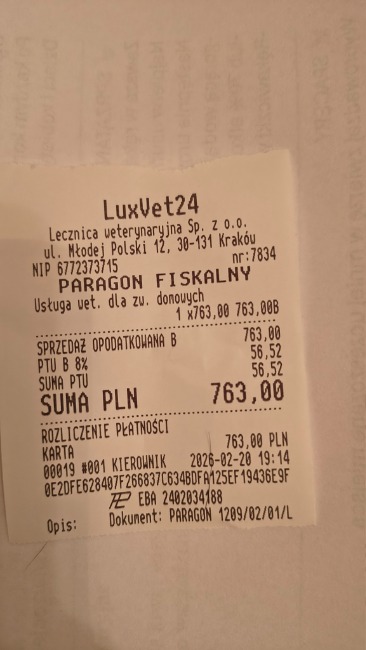 LuxVet24
Lecznica weterynaryjna Sp. z o.o.
ul. Młodej Polski 12, 30-131 Kraków
NIP 6772373715 nr:7834
PARAGON FISKALNY
Usługa wet. dla zw. domowych
1 x763,00 763,00B
SPRZEDAŻ OPODATKOWANA B 763,00
PTU B 8% 56,52
SUMA PTU 56,52
SUMA PLN 763,00
ROZLICZENIE PŁATNOŚCI
KARTA 763,00 PLN
00019 #001 KIEROWNIK 2026-02-20 19:14
0E2DFE628407F266837C634BDFA125EF19436E9F
EBA 2402034188
Opis: Dokument: PARAGON 1209/02/01/L